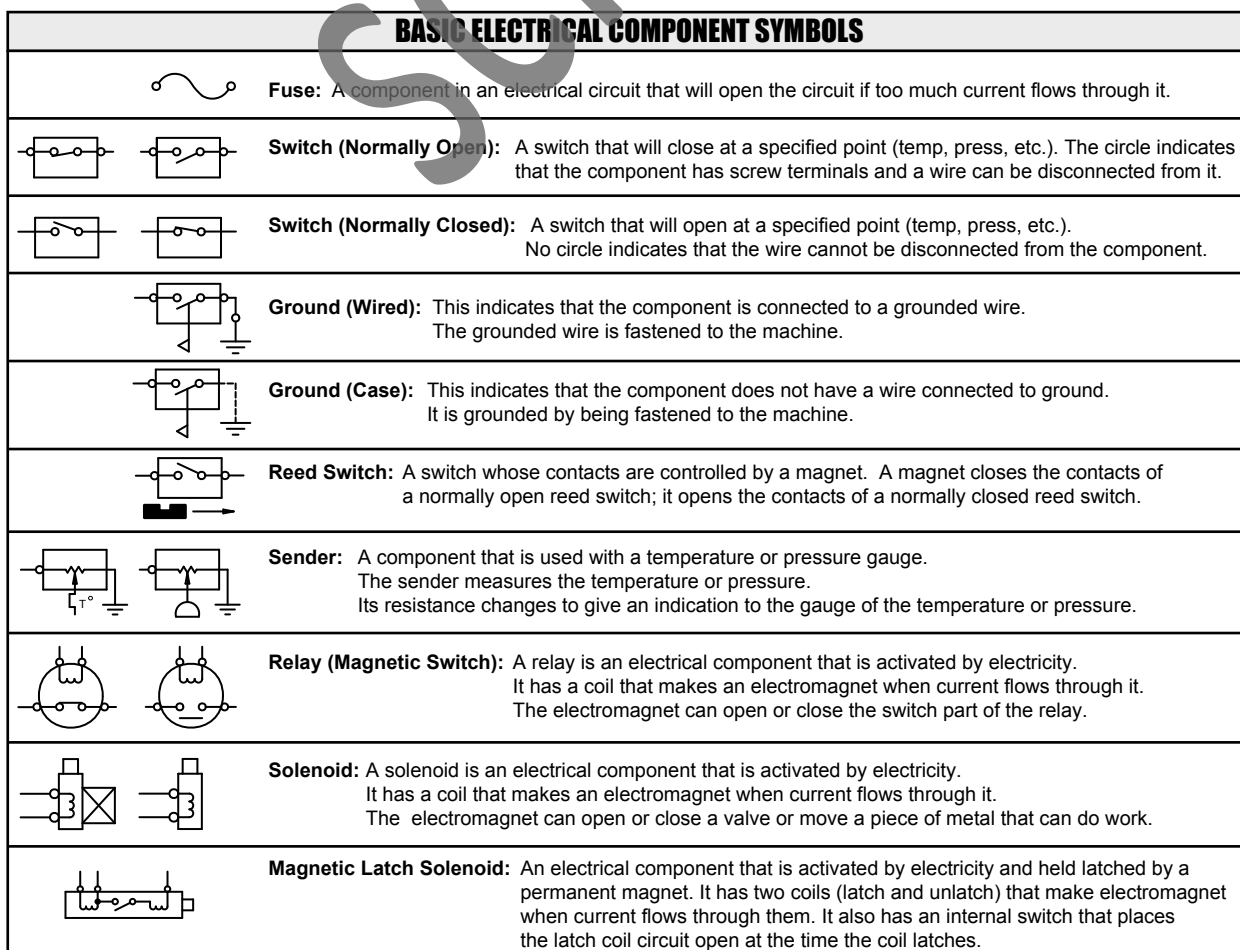 BASIC ELECTRICAL COMPONENT SYMBOLS
Fuse: A component in an electrical circuit that will open the circuit if too much current flows through it.
Switch (Normally Open): A switch that will close at a specified point (temp, press, etc.). The circle indicates
that the component has screw terminals and a wire can be disconnected from it.
Switch (Normally Closed): A switch that will open at a specified point (temp, press, etc.).
No circle indicates that the wire cannot be disconnected from the component.
Ground (Wired): This indicates that the component is connected to a grounded wire.
The grounded wire is fastened to the machine.
Ground (Case): This indicates that the component does not have a wire connected to ground.
It is grounded by being fastened to the machine.
Reed Switch: A switch whose contacts are controlled by a magnet. A magnet closes the contacts of
a normally open reed switch; it opens the contacts of a normally closed reed switch.
T°
Sender: A component that is used with a temperature or pressure gauge.
The sender measures the temperature or pressure.
Its resistance changes to give an indication to the gauge of the temperature or pressure.
Relay (Magnetic Switch): A relay is an electrical component that is activated by electricity.
It has a coil that makes an electromagnet when current flows through it.
The electromagnet can open or close the switch part of the relay.
Solenoid: A solenoid is an electrical component that is activated by electricity.
It has a coil that makes an electromagnet when current flows through it.
The electromagnet can open or close a valve or move a piece of metal that can do work.
Magnetic Latch Solenoid: An electrical component that is activated by electricity and held latched by a
permanent magnet. It has two coils (latch and unlatch) that make electromagnet
when current flows through them. It also has an internal switch that places
the latch coil circuit open at the time the coil latches.